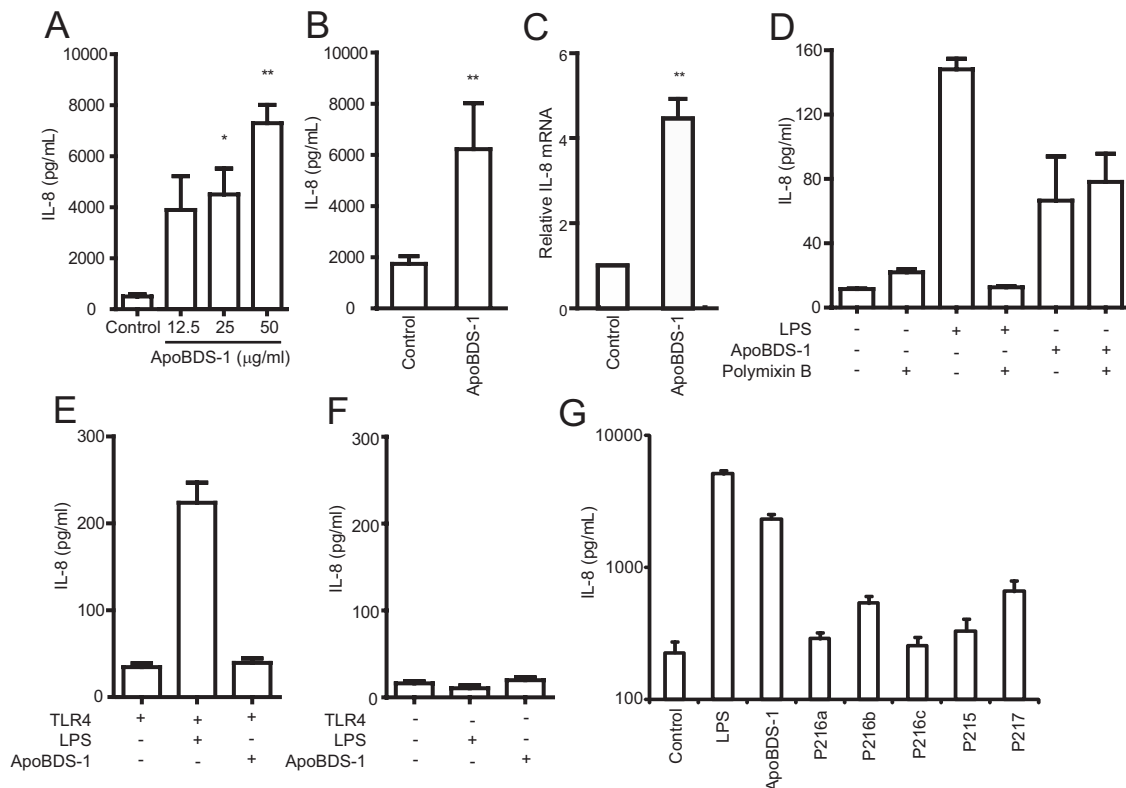 A
IL-8 (pg/mL)
10000
8000
6000
4000
2000
0
*
**
Control 12.5 25 50
ApoBDS-1 (μg/ml)
B
IL-8 (pg/mL)
10000
8000
6000
4000
2000
0
**
Control
ApoBDS-1
C
Relative IL-8 mRNA
6
4
2
0
**
Control
ApoBDS-1
D
IL-8 (pg/ml)
160
120
80
40
0
LPS - - + + - -
ApoBDS-1 - - - - + +
Polymixin B - + - + - +
E
IL-8 (pg/ml)
300
200
100
0
TLR4 + + +
LPS - + -
ApoBDS-1 - - +
F
IL-8 (pg/ml)
300
200
100
0
TLR4 - - -
LPS - + -
ApoBDS-1 - - +
G
IL-8 (pg/mL)
10000
1000
100
Control
LPS
ApoBDS-1
P216a
P216b
P216c
P215
P217